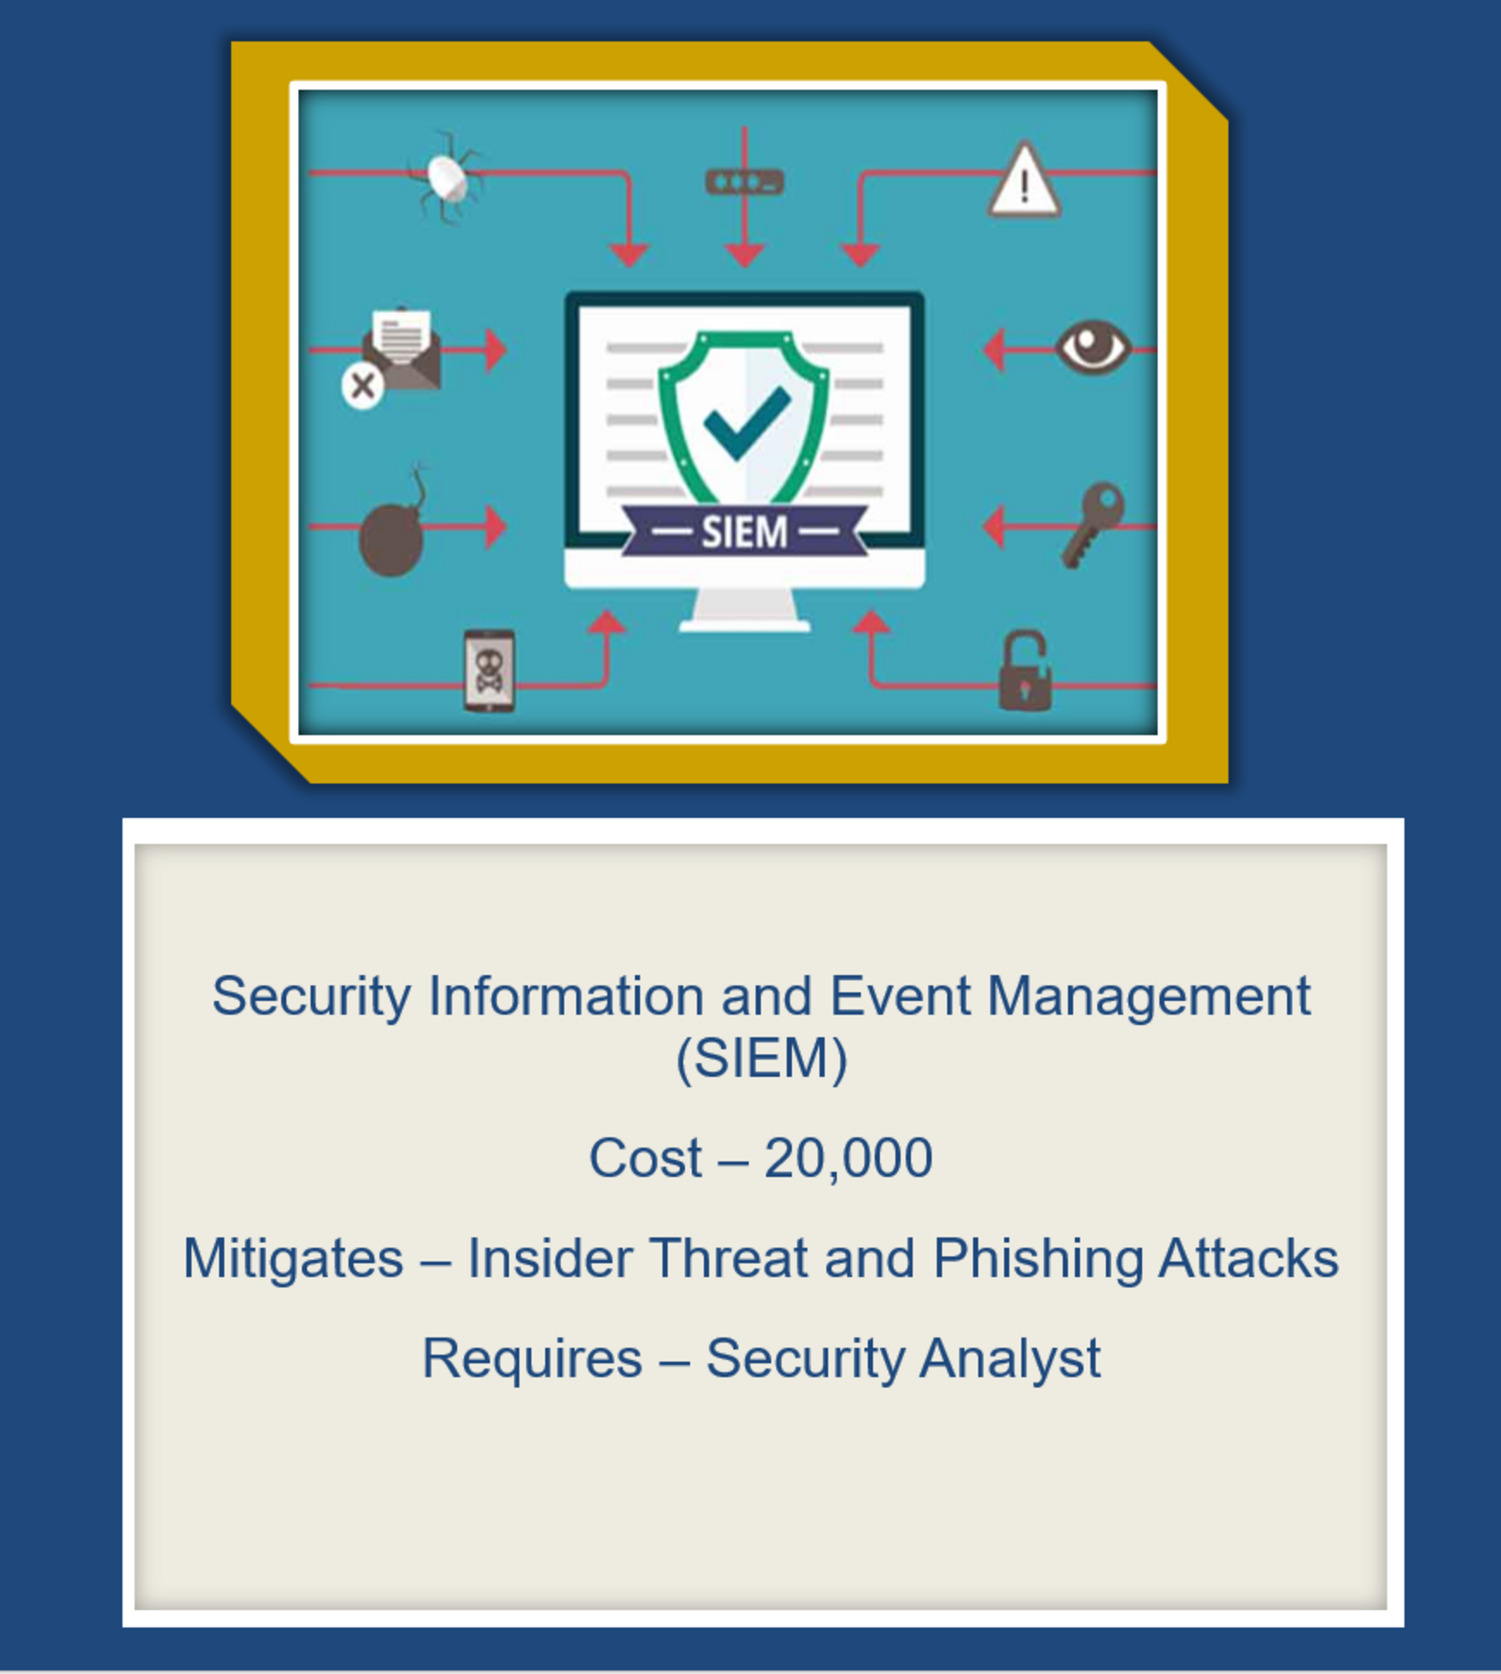 — SIEM —
Security Information and Event Management
(SIEM)
Cost – 20,000
Mitigates – Insider Threat and Phishing Attacks
Requires – Security Analyst